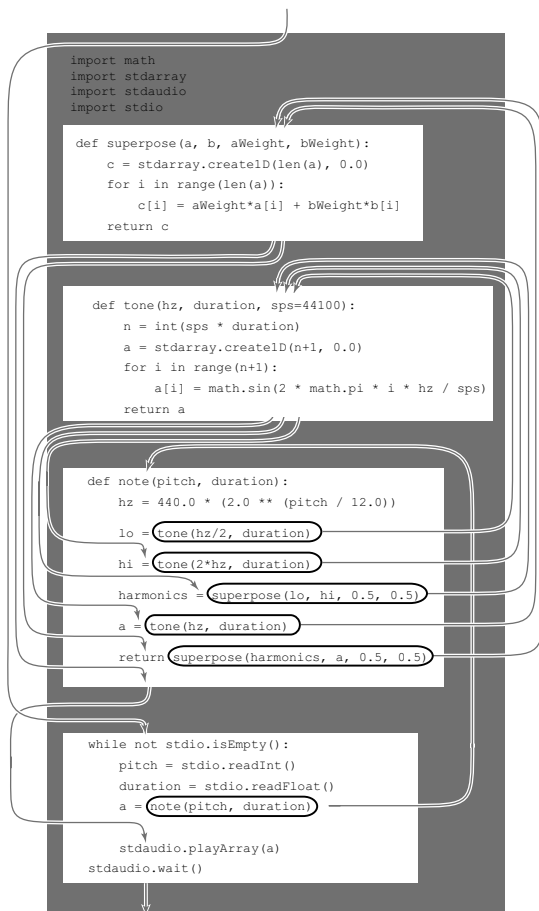 import math
import stdarray
import stdaudio
import stdio
def superpose(a, b, aWeight, bWeight):
c = stdarray.create1D(len(a), 0.0)
for i in range(len(a)):
c[i] = aWeight*a[i] + bWeight*b[i]
return c
def tone(hz, duration, sps=44100):
n = int(sps * duration)
a = stdarray.create1D(n+1, 0.0)
for i in range(n+1):
a[i] = math.sin(2 * math.pi * i * hz / sps)
return a
def note(pitch, duration):
hz = 440.0 * (2.0 ** (pitch / 12.0))
lo = tone(hz/2, duration)
hi = tone(2*hz, duration)
harmonics = superpose(lo, hi, 0.5, 0.5)
a = tone(hz, duration)
return superpose(harmonics, a, 0.5, 0.5)
while not stdio.isEmpty():
pitch = stdio.readInt()
duration = stdio.readFloat()
a = note(pitch, duration)
stdaudio.playArray(a)
stdaudio.wait()